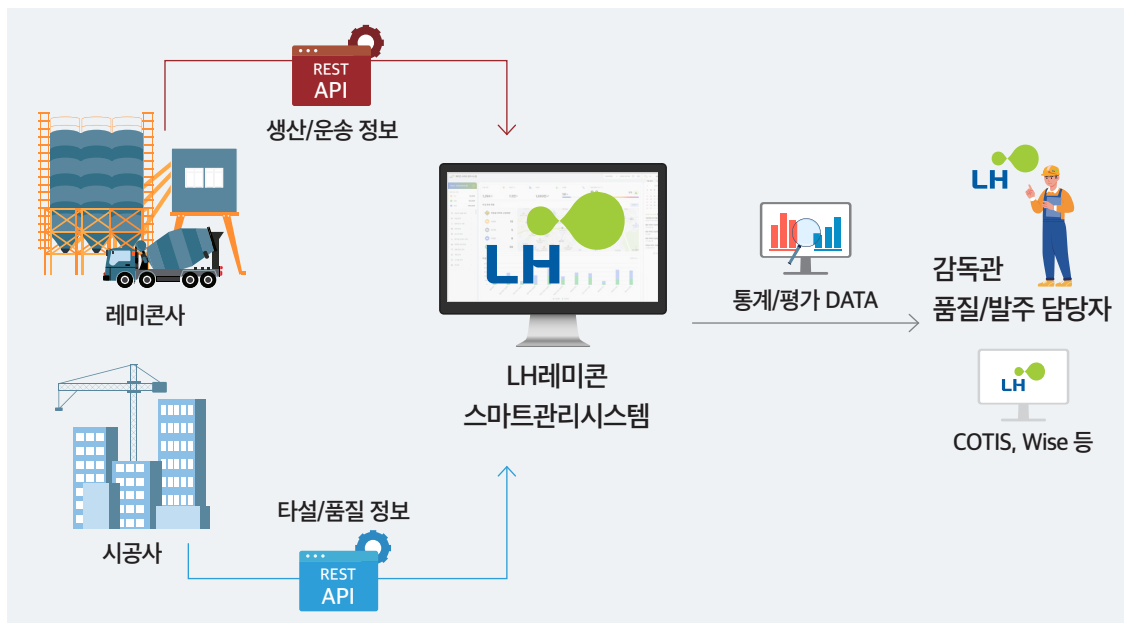 REST
API
생산/운송 정보
레미콘사
LH
LH레미콘
스마트관리시스템
통계/평가 DATA
LH
감독관
품질/발주 담당자
LH
COTIS, Wise 등
시공사
타설/품질 정보
REST
API